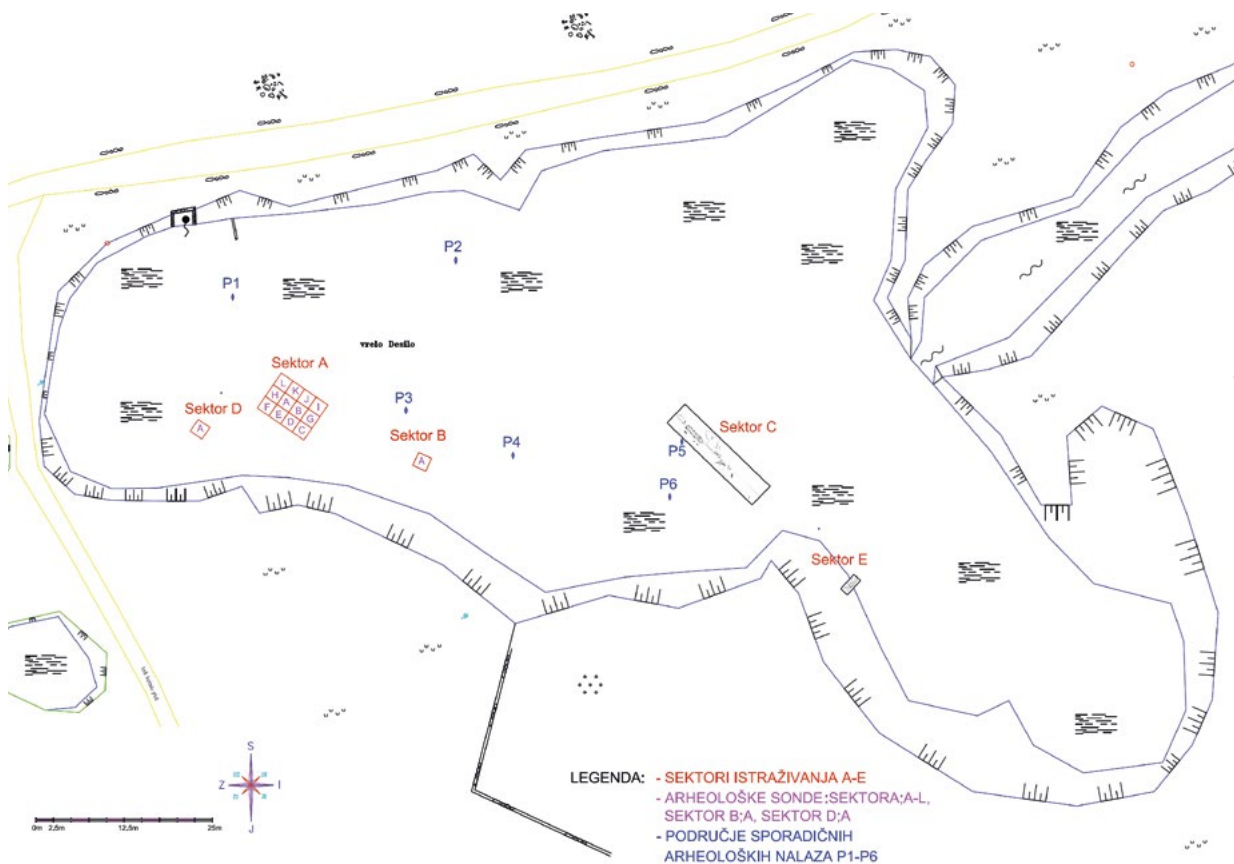 P2
P1
vrelo Desilo
Sektor A
L K J I
H A B G
F E D C
Sektor D
A
P3
Sektor B
A
P4
Sektor C
P5
P6
Sektor E
S
Z I
J
0m 2,5m 12,5m 25m
LEGENDA: - SEKTORI ISTRAŽIVANJA A-E
- ARHEOLOŠKE SONDE:SEKTORA;A-L,
SEKTOR B;A, SEKTOR D;A
- PODRUČJE SPORADIČNIH
ARHEOLOŠKIH NALAZA P1-P6